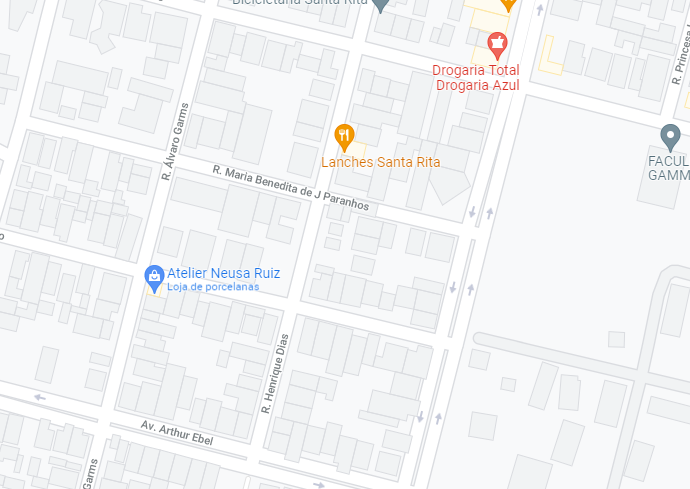 Bicicletaria Santa Rita
Drogaria Total
Drogaria Azul
R. Princesa
R. Álvaro Garms
Lanches Santa Rita
FACUL
GAMM
R. Maria Benedita de J Paranhos
Atelier Neusa Ruiz
Loja de porcelanas
R. Henrique Dias
Av. Arthur Ebel
Garms